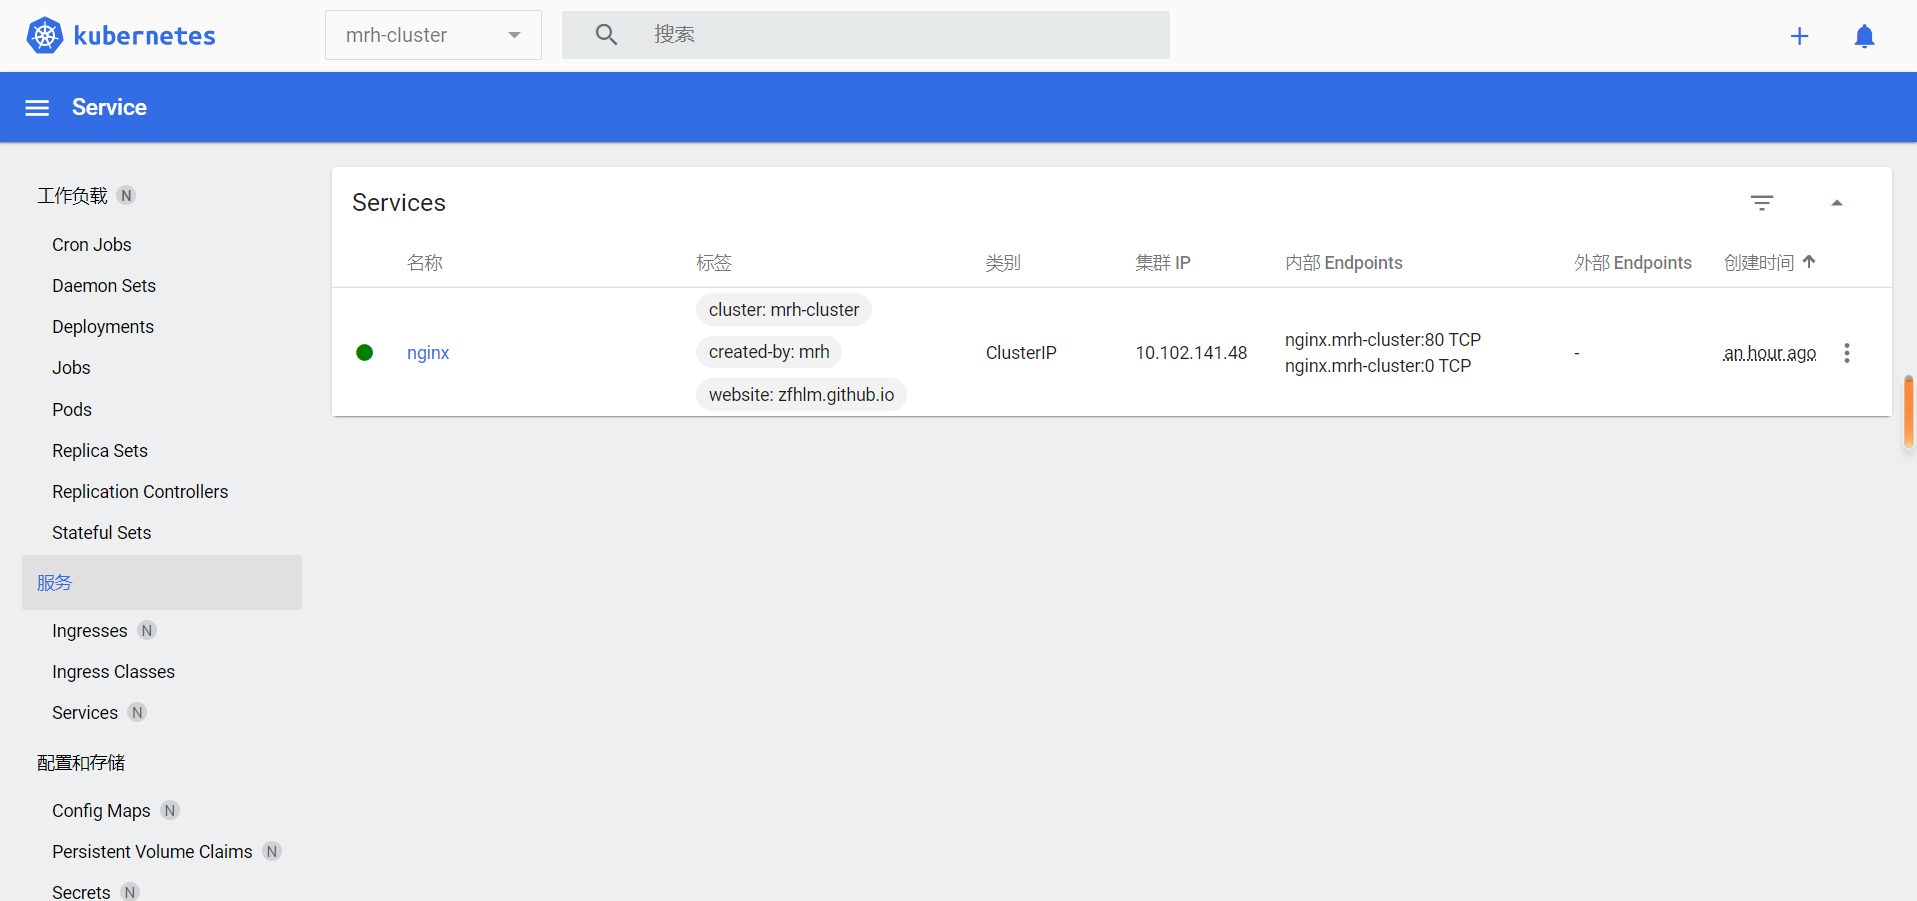 kubernetes
mrh-cluster
搜索
Service
工作负载 N
Cron Jobs
Daemon Sets
Deployments
Jobs
Pods
Replica Sets
Replication Controllers
Stateful Sets
服务
Ingresses N
Ingress Classes
Services N
配置和存储
Config Maps N
Persistent Volume Claims N
Secrets N
Services
名称 标签 类别 集群 IP 内部 Endpoints 外部 Endpoints 创建时间
nginx
cluster: mrh-cluster
created-by: mrh
website: zfhlm.github.io
ClusterIP
10.102.141.48
nginx.mrh-cluster:80 TCP
nginx.mrh-cluster:0 TCP
-
an hour ago